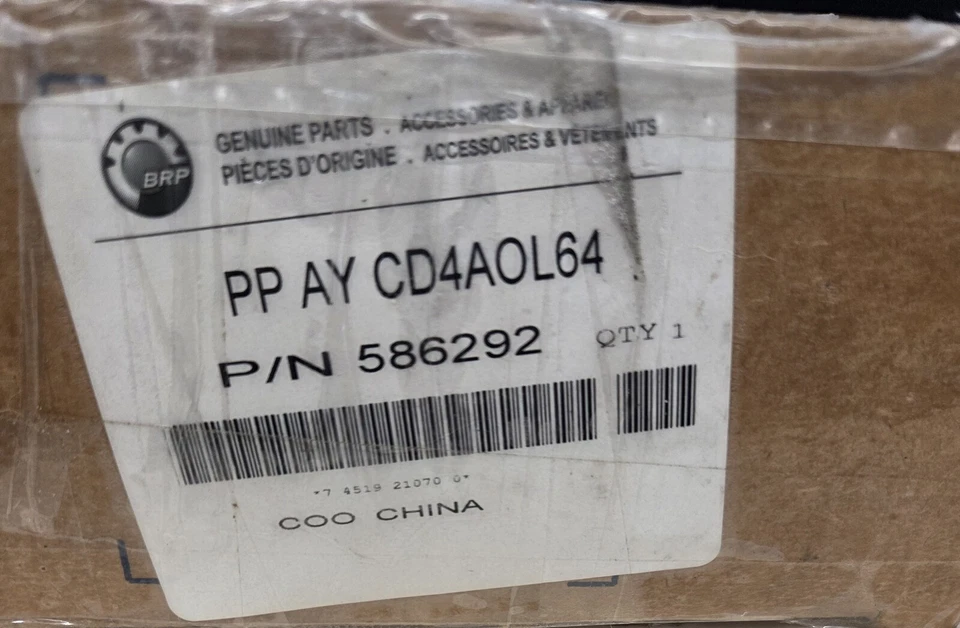 BRP
GENUINE PARTS . ACCESSORIES & APPAREL
PIÈCES D'ORIGINE . ACCESSOIRES & VÊTEMENTS
PP AY CD4AOL64
P/N 586292 QTY 1
*7 4519 21070 0*
COO CHINA